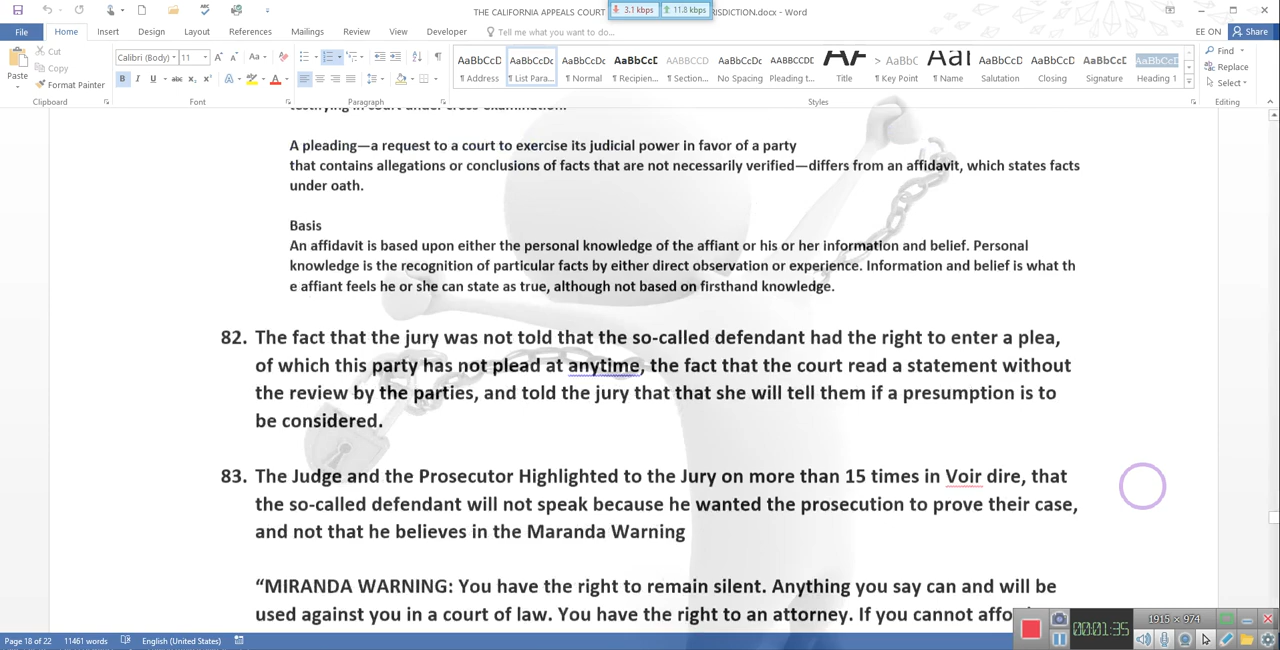 THE CALIFORNIA APPEALS COURT
RISDICTION.docx - Word
3.1 kbps
11.8 kbps
File
Home
Insert
Design
Layout
References
Mailings
Review
View
Developer
Tell me what you want to do...
EE ON
Share
Paste
Cut
Copy
Format Painter
Calibri (Body)
11
Aa
B I U abc X₂ X²
A
AaBbCcD
¶ Address
AaBbCcDc
¶ List Para...
AaBbCcDc
¶ Normal
AaBbCcD
¶ Recipien...
AABBCCD
¶ Section...
AaBbCcDc
No Spacing
AABBCCDE
Pleading t...
Title
> AaBbC
¶ Key Point
AaI
¶ Name
AaBbCcD
Salutation
AaBbCcD
Closing
AaBbCcD
Signature
AaBbCcD
Heading 1
Find
Replace
Select
Clipboard
Font
Paragraph
Styles
Editing
testifying in court under cross-examination.
A pleading—a request to a court to exercise its judicial power in favor of a party
that contains allegations or conclusions of facts that are not necessarily verified—differs from an affidavit, which states facts
under oath.
Basis
An affidavit is based upon either the personal knowledge of the affiant or his or her information and belief. Personal
knowledge is the recognition of particular facts by either direct observation or experience. Information and belief is what th
e affiant feels he or she can state as true, although not based on firsthand knowledge.
82. The fact that the jury was not told that the so-called defendant had the right to enter a plea,
of which this party has not plead at anytime, the fact that the court read a statement without
the review by the parties, and told the jury that that she will tell them if a presumption is to
be considered.
83. The Judge and the Prosecutor Highlighted to the Jury on more than 15 times in Voir dire, that
the so-called defendant will not speak because he wanted the prosecution to prove their case,
and not that he believes in the Maranda Warning
“MIRANDA WARNING: You have the right to remain silent. Anything you say can and will be
used against you in a court of law. You have the right to an attorney. If you cannot
Page 18 of 22
11461 words
English (United States)
00:01:35
1915 × 974